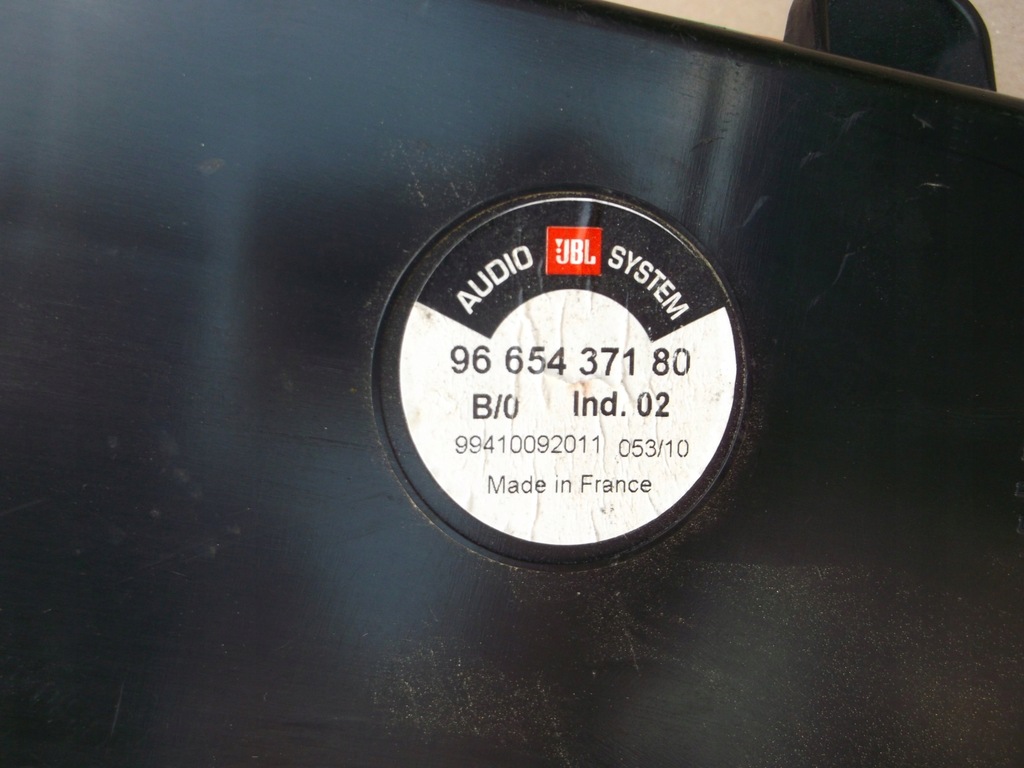 AUDIO JBL SYSTEM
96 654 371 80
B/0 Ind. 02
99410092011 053/10
Made in France